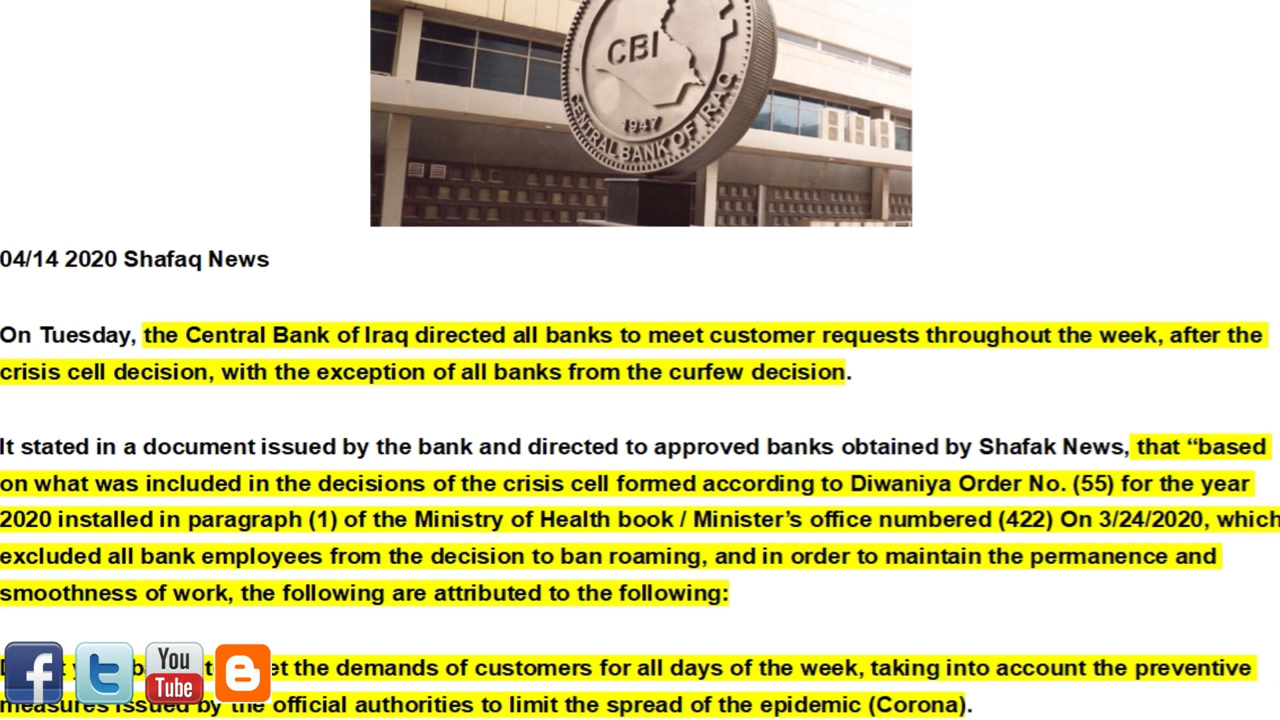 CBI
1947
CENTRAL BANK OF IRAQ
04/14 2020 Shafaq News
On Tuesday, the Central Bank of Iraq directed all banks to meet customer requests throughout the week, after the
crisis cell decision, with the exception of all banks from the curfew decision.
It stated in a document issued by the bank and directed to approved banks obtained by Shafak News, that “based
on what was included in the decisions of the crisis cell formed according to Diwaniya Order No. (55) for the year
2020 installed in paragraph (1) of the Ministry of Health book / Minister’s office numbered (422) On 3/24/2020, which
excluded all bank employees from the decision to ban roaming, and in order to maintain the permanence and
smoothness of work, the following are attributed to the following:
the demands of customers for all days of the week, taking into account the preventive
measures issued by the official authorities to limit the spread of the epidemic (Corona).
You
Tube